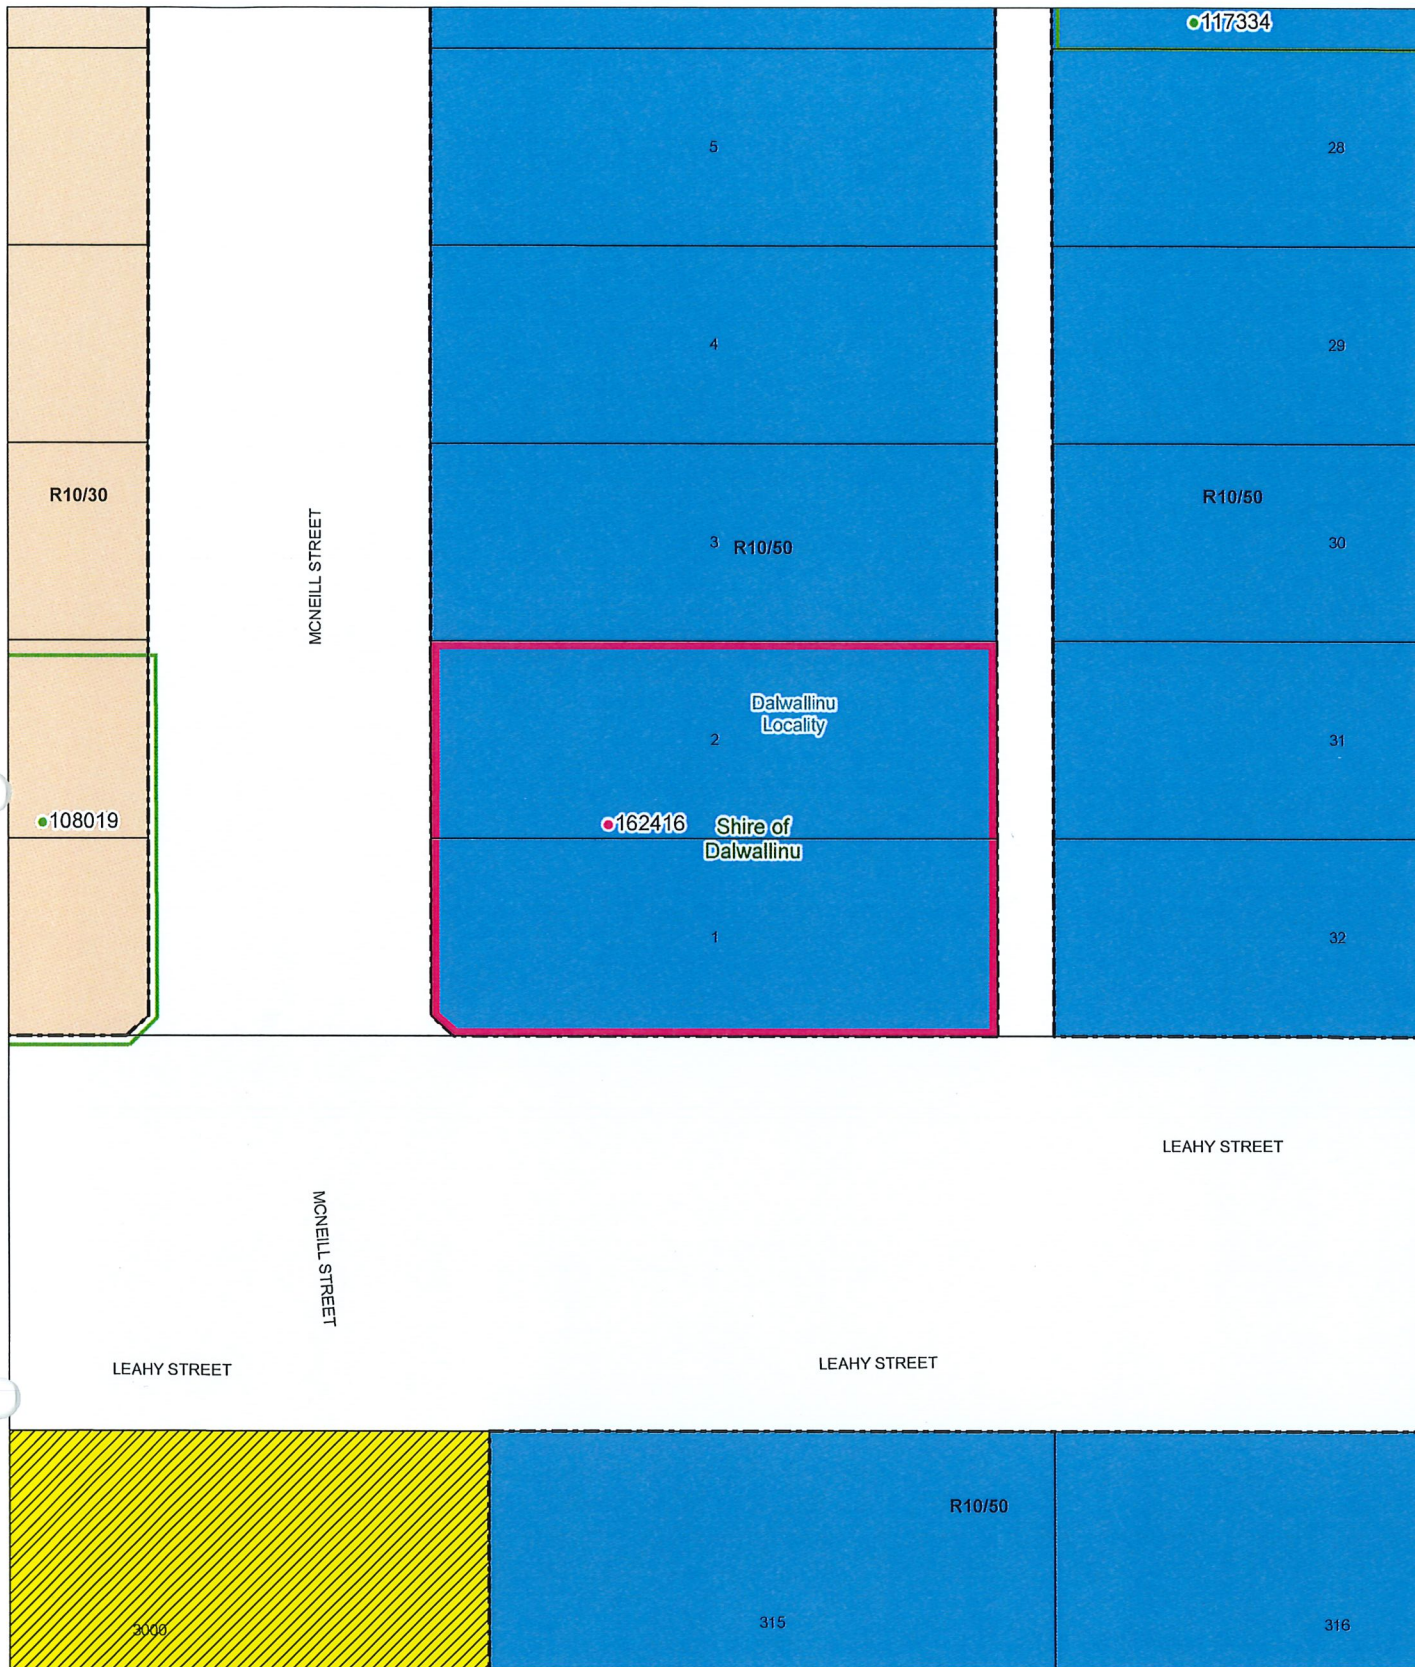 117334
5
28
4
29
R10/30
R10/50
3 R10/50
30
MCNEILL STREET
Dalwallinu
Locality
2
31
108019
162416
Shire of
Dalwallinu
1
32
LEAHY STREET
MCNEILL STREET
LEAHY STREET
LEAHY STREET
R10/50
3000
315
316